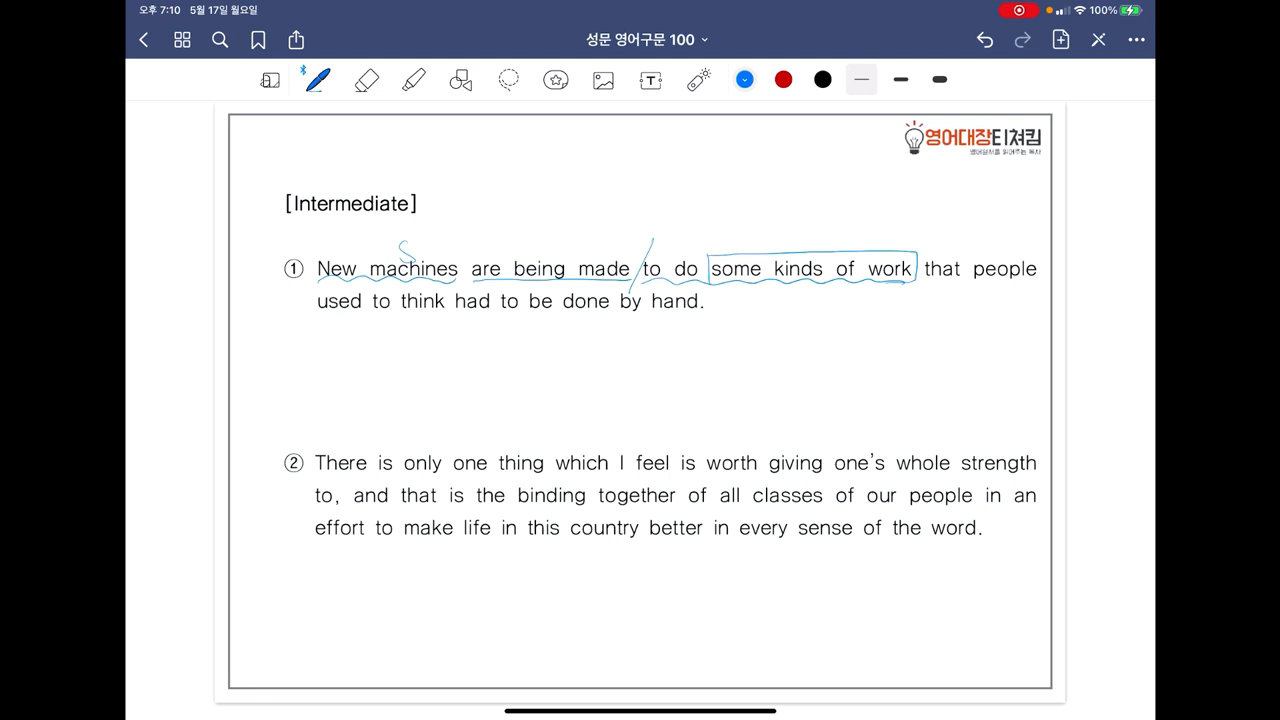 오후 7:10 5월 17일 월요일
100%
성문 영어구문 100
T
영어대장티쳐킴
[Intermediate]
S
① New machines are being made / to do some kinds of work that people
used to think had to be done by hand.
② There is only one thing which I feel is worth giving one's whole strength
to, and that is the binding together of all classes of our people in an
effort to make life in this country better in every sense of the word.